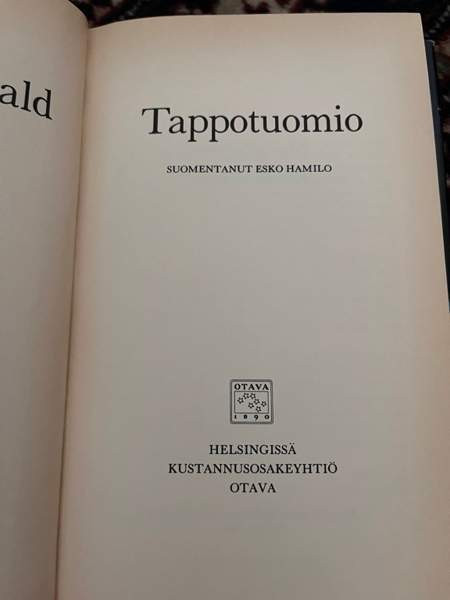 ald
Tappotuomio
SUOMENTANUT ESKO HAMILO
OTAVA
1890
HELSINGISSÄ
KUSTANNUSOSAKEYHTIÖ
OTAVA